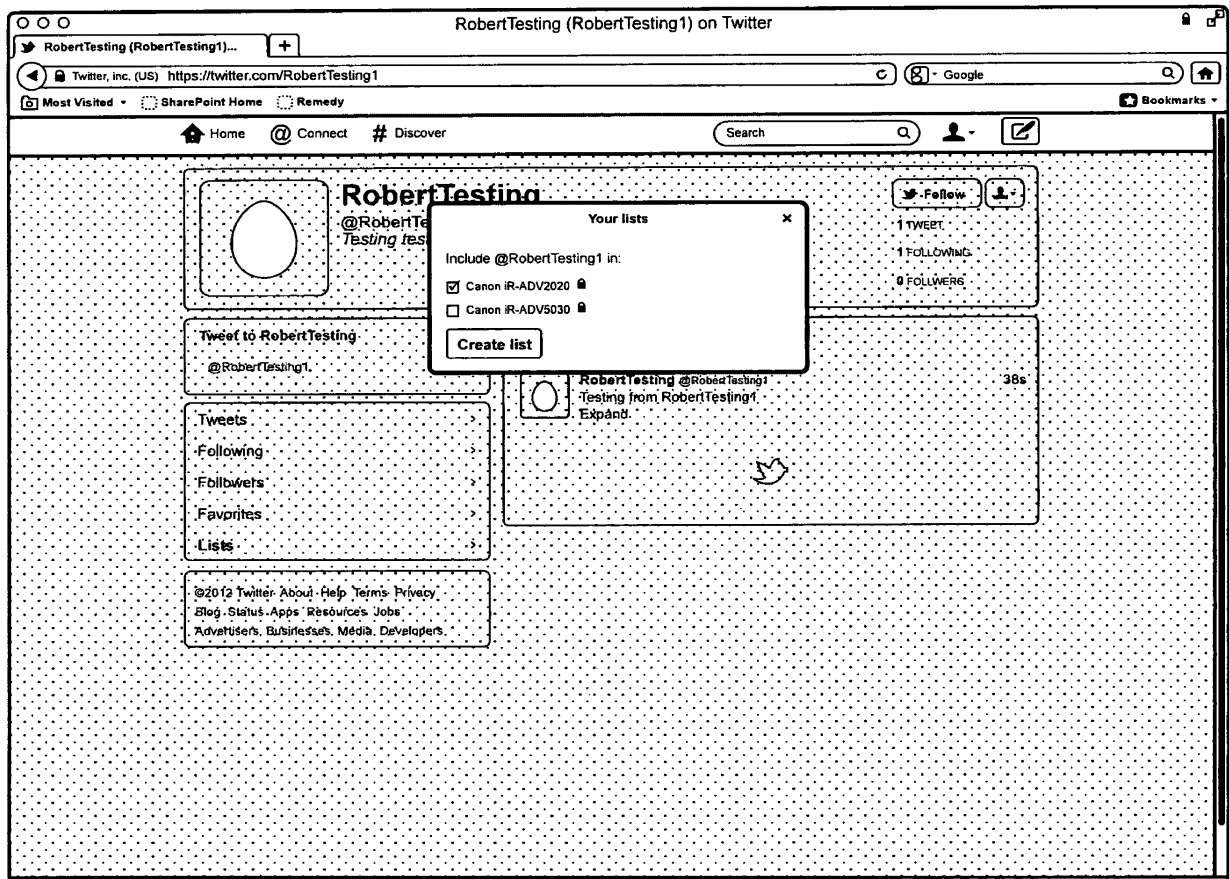 RobertTesting (RobertTesting1) on Twitter
RobertTesting (RobertTesting1)... +
Twitter, inc. (US) https://twitter.com/RobertTesting1
g Google
Most Visited SharePoint Home Remedy Bookmarks
Home @ Connect # Discover Search
RobertTesting
@RobertTe
Testing test
Follow
1 TWEET
1 FOLLOWING
0 FOLLWERS
Your lists x
Include @RobertTesting1 in:
Canon iR-ADV2020
Canon iR-ADV5030
Create list
Tweet to RobertTesting
@RobertTesting1
RobertTesting @RobertTesting1 38s
Testing from RobertTesting1
Expand
Tweets >
Following >
Followers >
Favorites >
Lists >
©2012 Twitter About Help Terms Privacy
Blog Status Apps Resources Jobs
Advertisers Businesses Media Developers